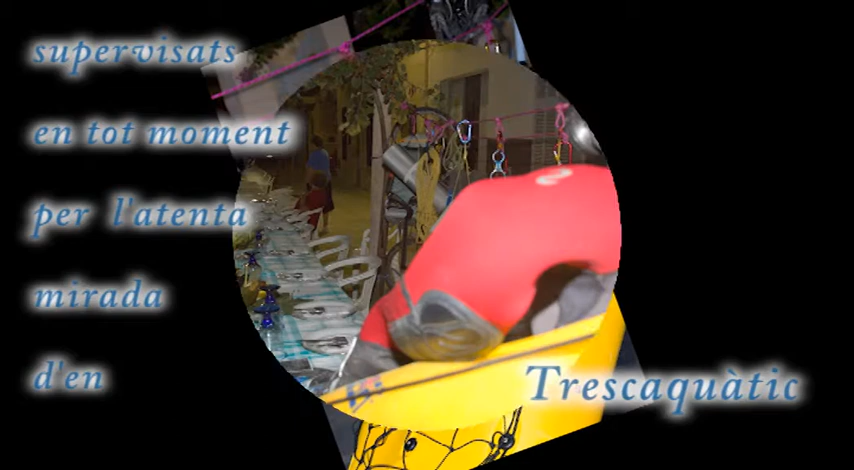 supervisats
en tot moment
per l'atenta
mirada
d'en
Trescaquàtic